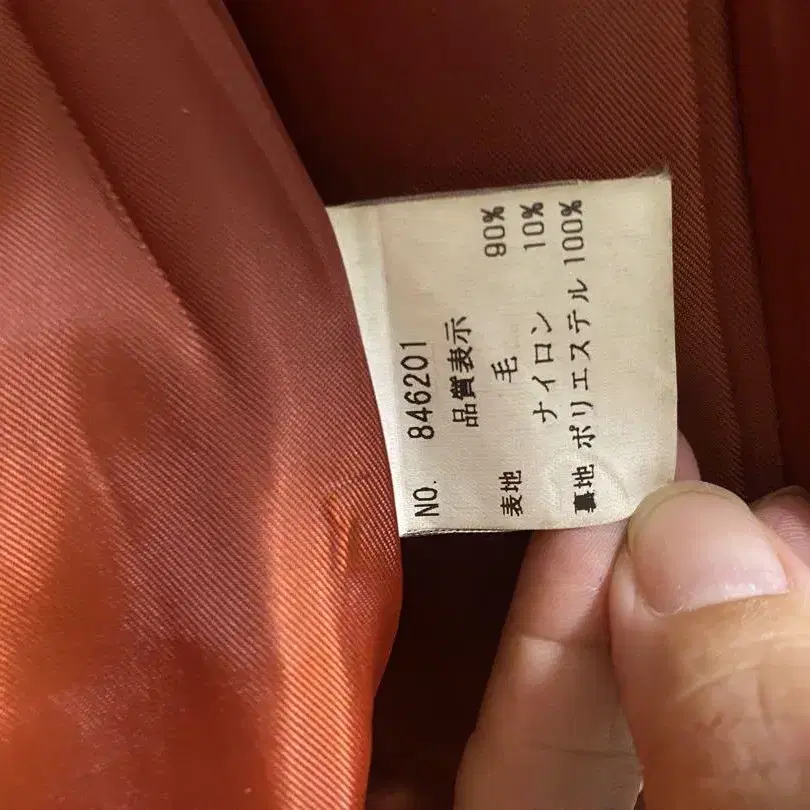 NO. 846201
品質表示
表地 毛 90%
ナイロン 10%
裏地 ポリエステル 100%